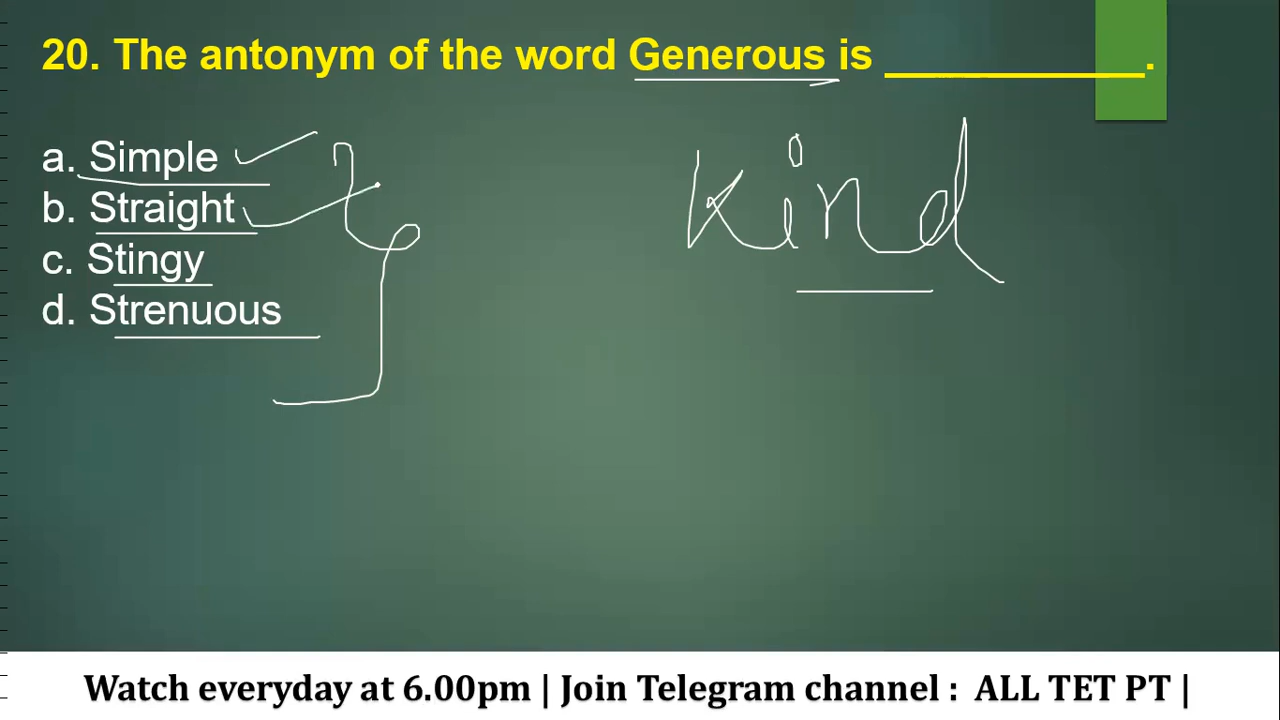 20. The antonym of the word Generous is ____________.
a. Simple
b. Straight
c. Stingy
d. Strenuous
Kind
Watch everyday at 6.00pm | Join Telegram channel : ALL TET PT |